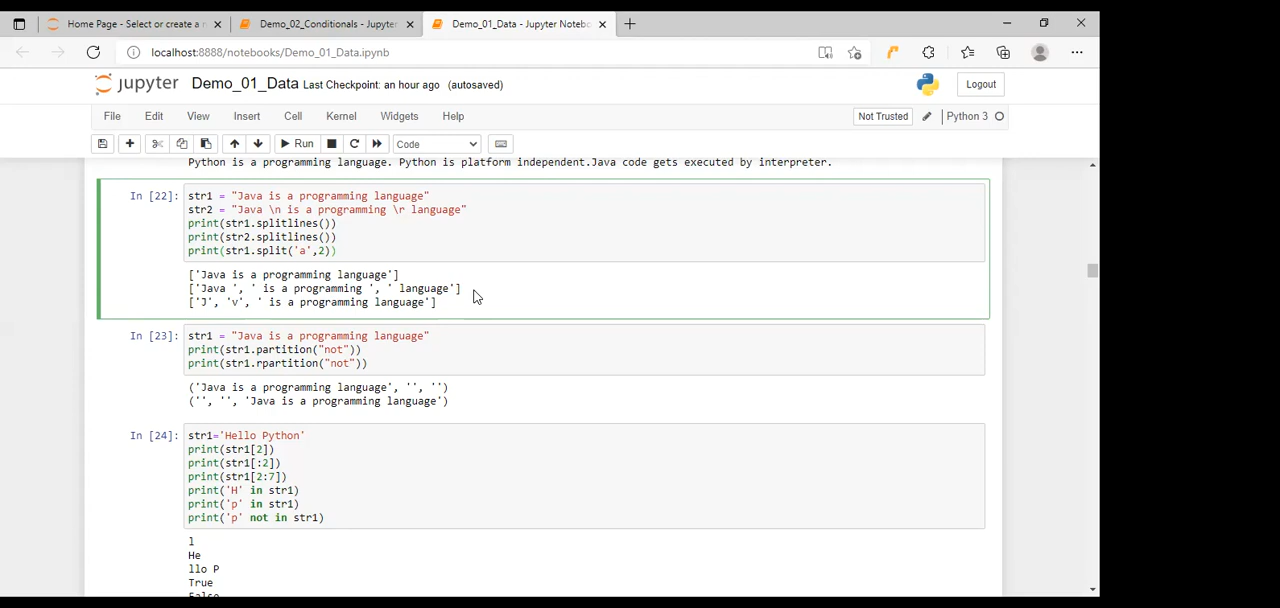 Home Page - Select or create a n
Demo_02_Conditionals - Jupyter
Demo_01_Data - Jupyter Notebo
localhost:8888/notebooks/Demo_01_Data.ipynb
jupyter Demo_01_Data Last Checkpoint: an hour ago (autosaved)
Logout
File Edit View Insert Cell Kernel Widgets Help
Not Trusted
Python 3
Run
Code
Python is a programming language. Python is platform independent.Java code gets executed by interpreter.
In [22]: str1 = "Java is a programming language"
str2 = "Java \n is a programming \r language"
print(str1.splitlines())
print(str2.splitlines())
print(str1.split('a',2))
['Java is a programming language']
['Java ', ' is a programming ', ' language']
['J', 'v', ' is a programming language']
In [23]: str1 = "Java is a programming language"
print(str1.partition("not"))
print(str1.rpartition("not"))
('Java is a programming language', '', '')
('', '', 'Java is a programming language')
In [24]: str1='Hello Python'
print(str1[2])
print(str1[:2])
print(str1[2:7])
print('H' in str1)
print('p' in str1)
print('p' not in str1)
l
He
llo P
True
False